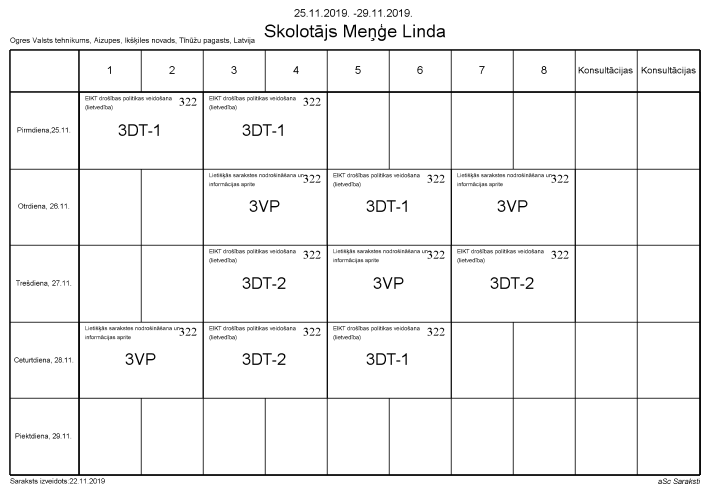 25.11.2019. -29.11.2019.
Skolotājs Meņģe Linda
Ogres Valsts tehnikums, Aizupes, Ikšķiles novads, Tīnūžu pagasts, Latvija
1 2 3 4 5 6 7 8 Konsultācijas Konsultācijas
Pirmdiena,25.11.
EIKT drošības politikas veidošana
(lietvedība)
322
3DT-1
EIKT drošības politikas veidošana
(lietvedība)
322
3DT-1
Otrdiena, 26.11.
Lietišķās sarakstes nodrošināšana un
informācijas aprite
322
3VP
EIKT drošības politikas veidošana
(lietvedība)
322
3DT-1
Lietišķās sarakstes nodrošināšana un
informācijas aprite
322
3VP
Trešdiena, 27.11.
EIKT drošības politikas veidošana
(lietvedība)
322
3DT-2
Lietišķās sarakstes nodrošināšana un
informācijas aprite
322
3VP
EIKT drošības politikas veidošana
(lietvedība)
322
3DT-2
Ceturtdiena, 28.11.
Lietišķās sarakstes nodrošināšana un
informācijas aprite
322
3VP
EIKT drošības politikas veidošana
(lietvedība)
322
3DT-2
EIKT drošības politikas veidošana
(lietvedība)
322
3DT-1
Piektdiena, 29.11.
Saraksts izveidots:22.11.2019
aSc Saraksti